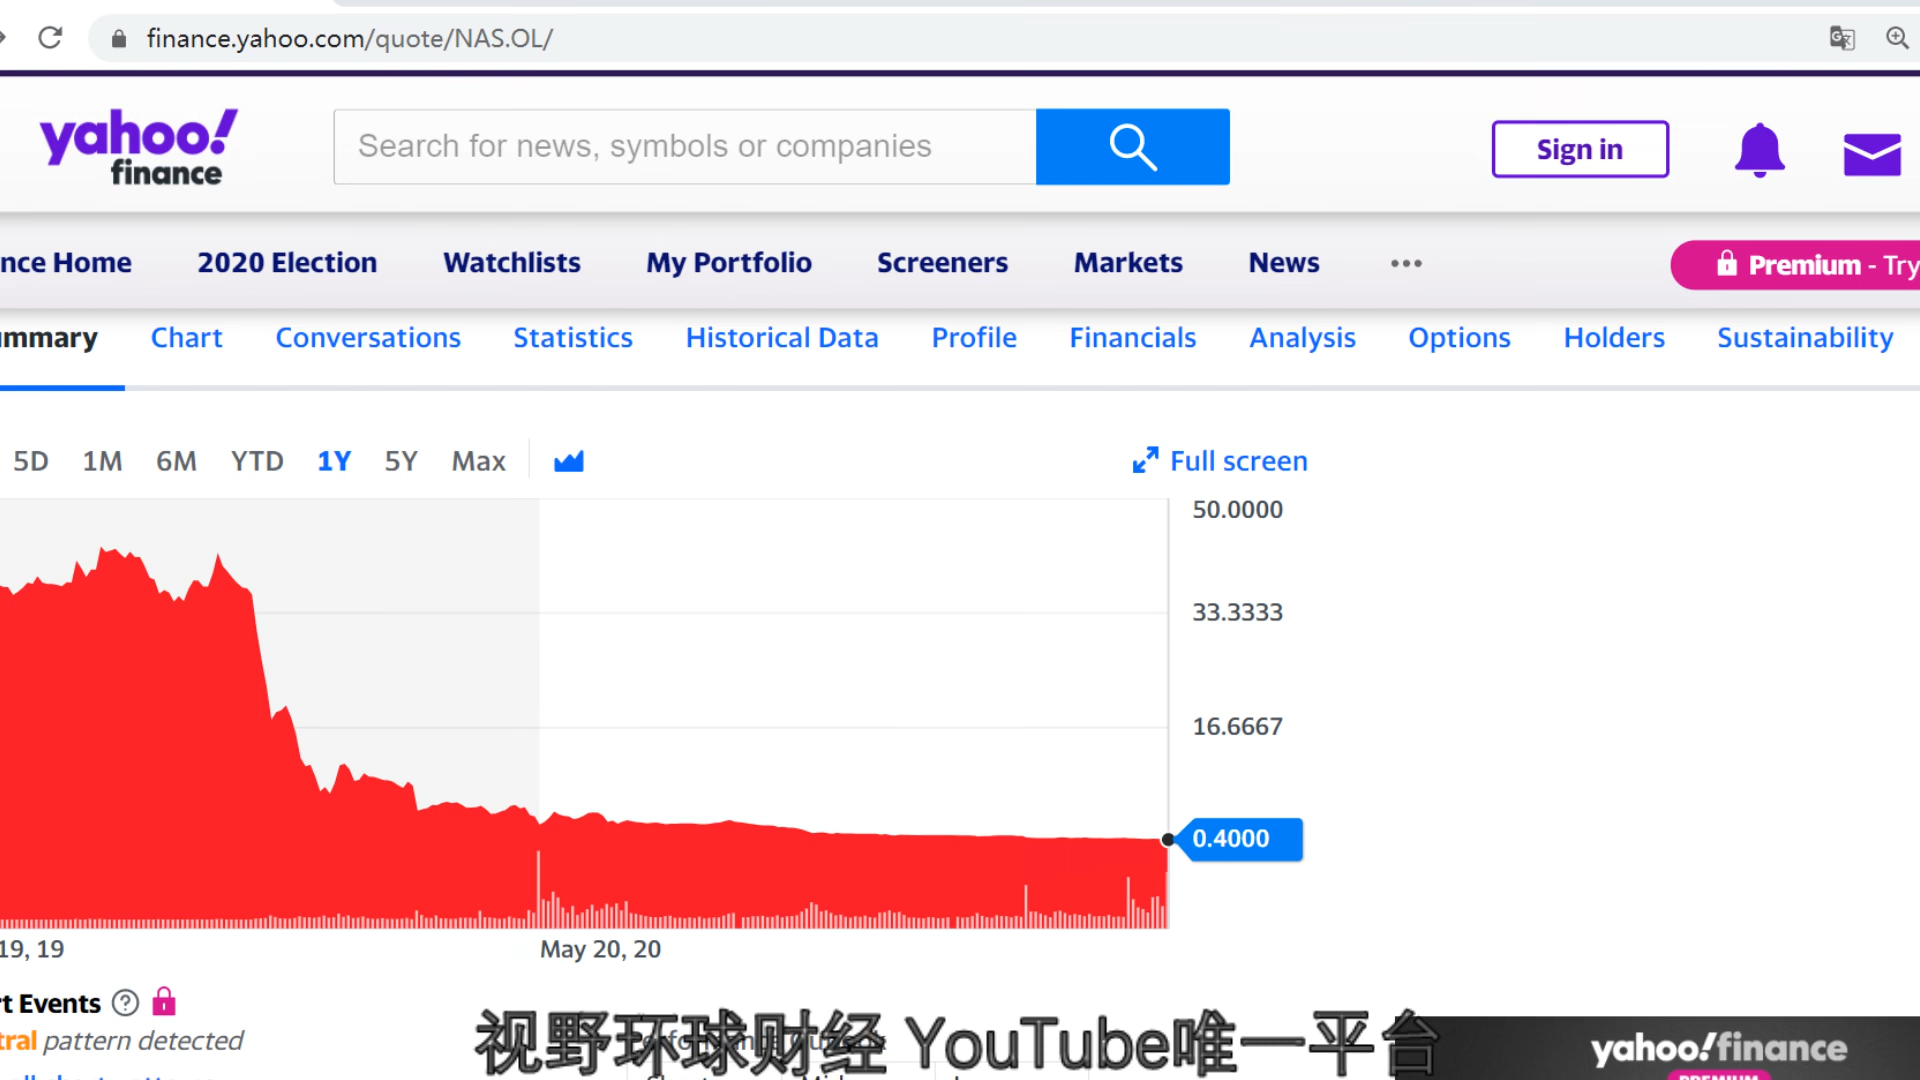 finance.yahoo.com/quote/NAS.OL/
yahoo!
finance
Search for news, symbols or companies
Sign in
nce Home 2020 Election Watchlists My Portfolio Screeners Markets News ••• Premium - Try
ummary Chart Conversations Statistics Historical Data Profile Financials Analysis Options Holders Sustainability
5D 1M 6M YTD 1Y 5Y Max Full screen
50.0000
33.3333
16.6667
0.4000
19, 19 May 20, 20
rt Events
tral pattern detected
视野环球财经 YouTube唯一平台
yahoo!finance
PREMIUM